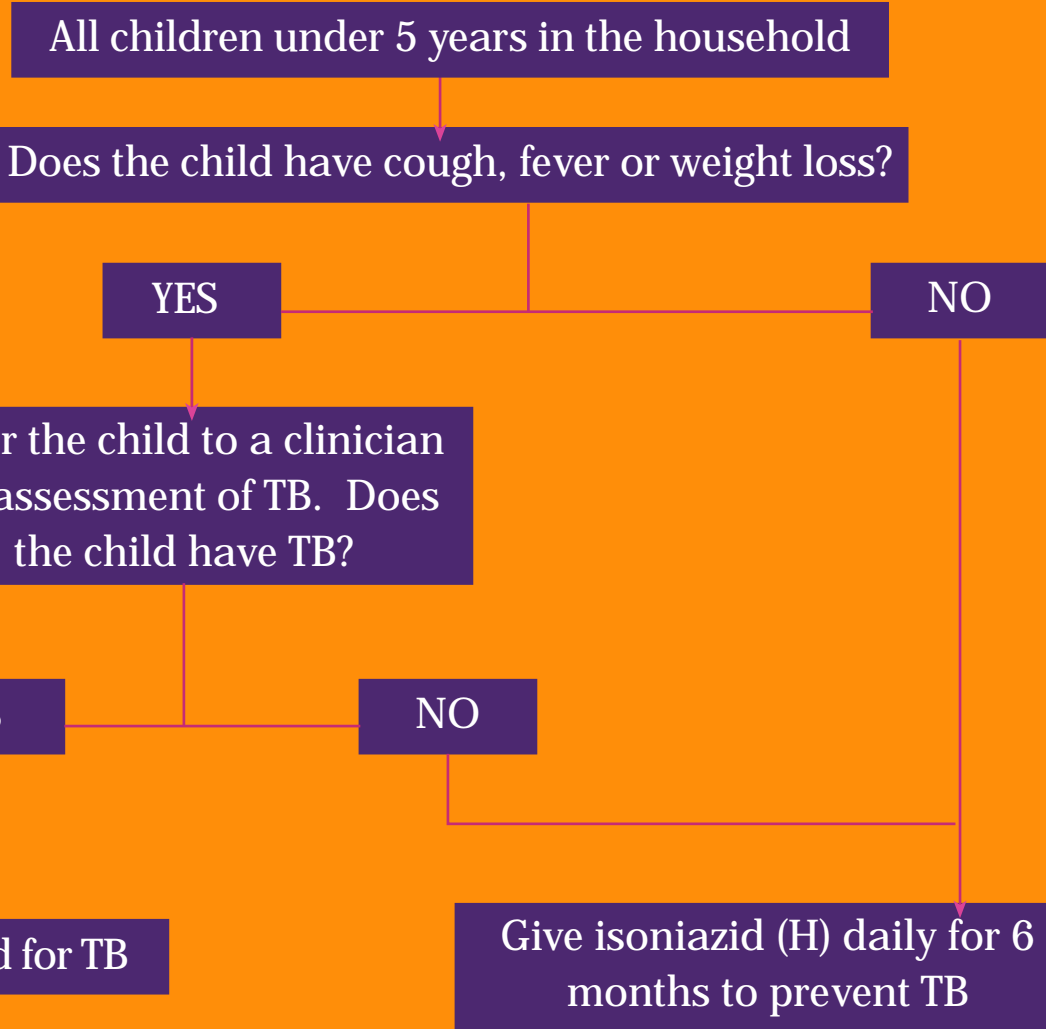 All children under 5 years in the household
Does the child have cough, fever or weight loss?
YES
NO
the child to a clinician
assessment of TB. Does
the child have TB?
NO
for TB
Give isoniazid (H) daily for 6
months to prevent TB